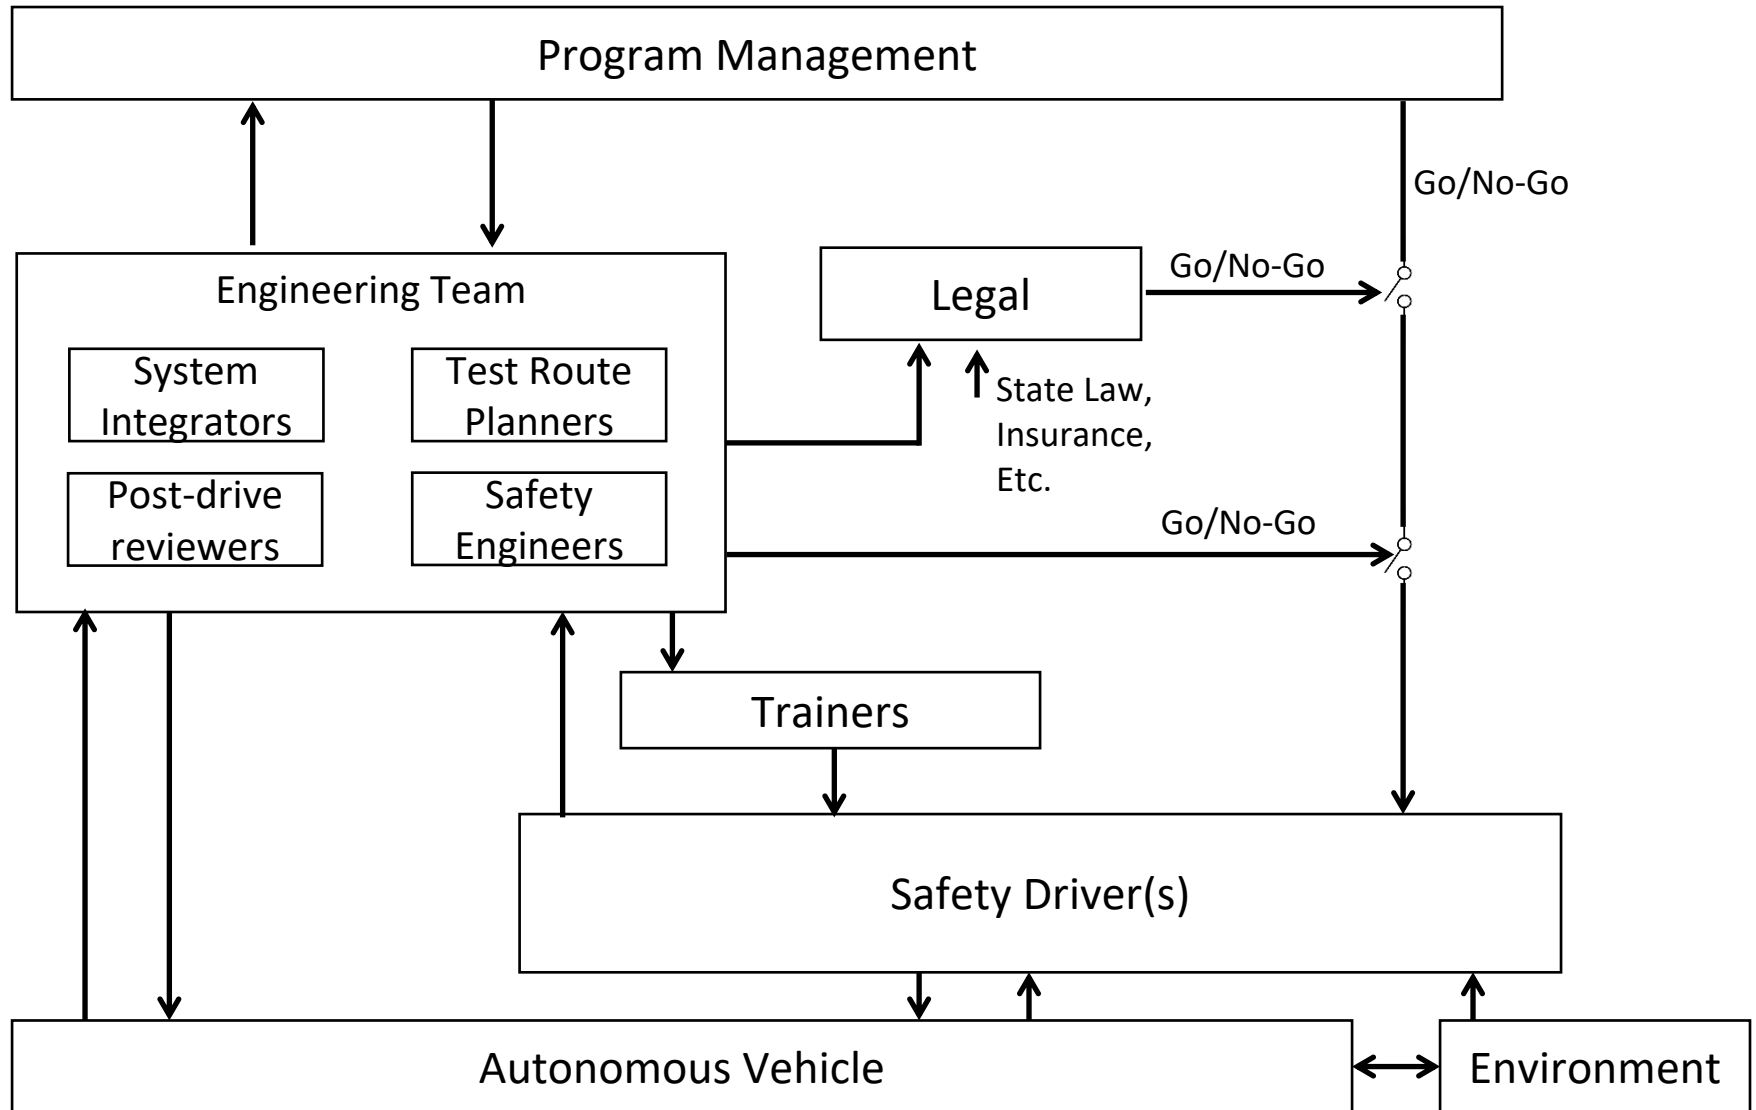 Program Management
Go/No-Go
Go/No-Go
Engineering Team
Legal
System
Integrators
Test Route
Planners
State Law,
Insurance,
Etc.
Post-drive
reviewers
Safety
Engineers
Go/No-Go
Trainers
Safety Driver(s)
Autonomous Vehicle
Environment